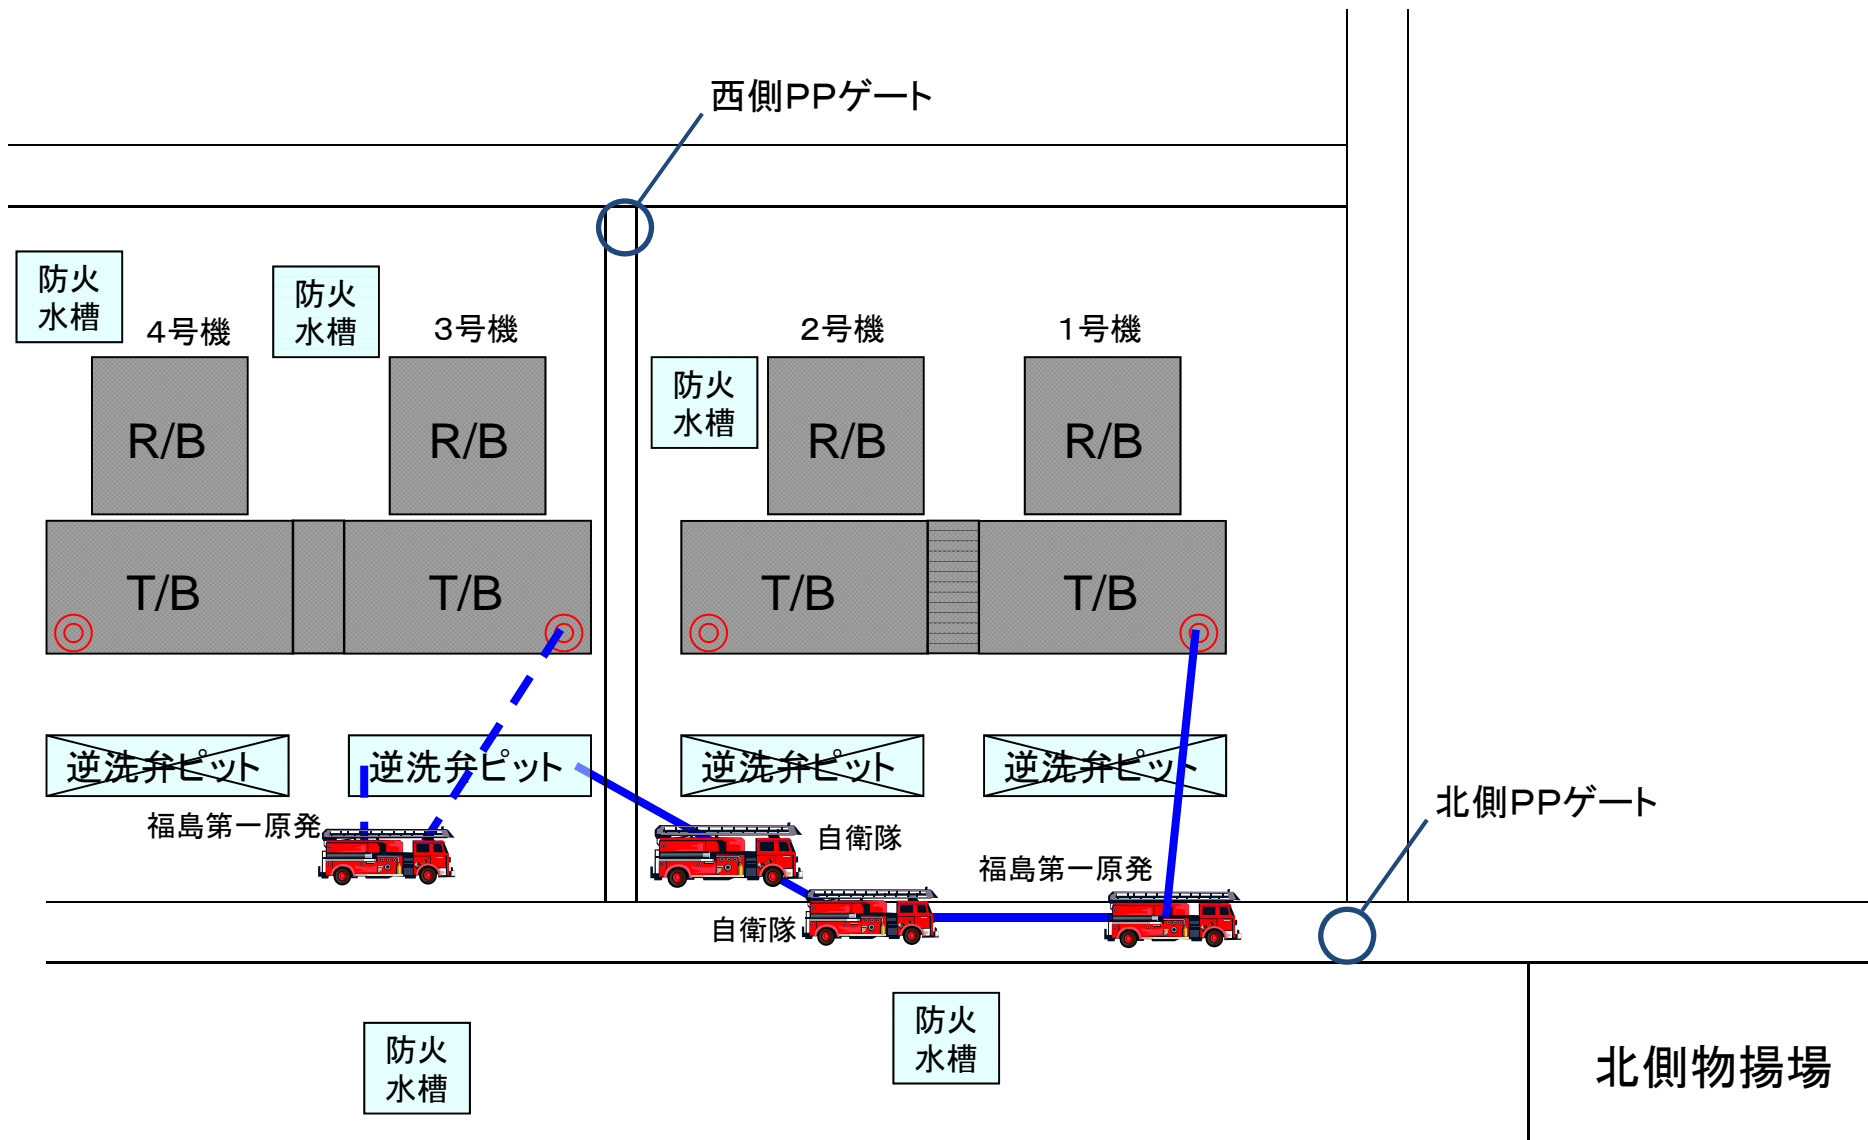 西側PPゲート
防火
水槽
防火
水槽
4号機
3号機
2号機
1号機
防火
水槽
R/B
R/B
R/B
R/B
T/B
T/B
T/B
T/B
逆洗弁ピット
逆洗弁ピット
逆洗弁ピット
逆洗弁ピット
北側PPゲート
福島第一原発
自衛隊
福島第一原発
自衛隊
防火
水槽
防火
水槽
北側物揚場